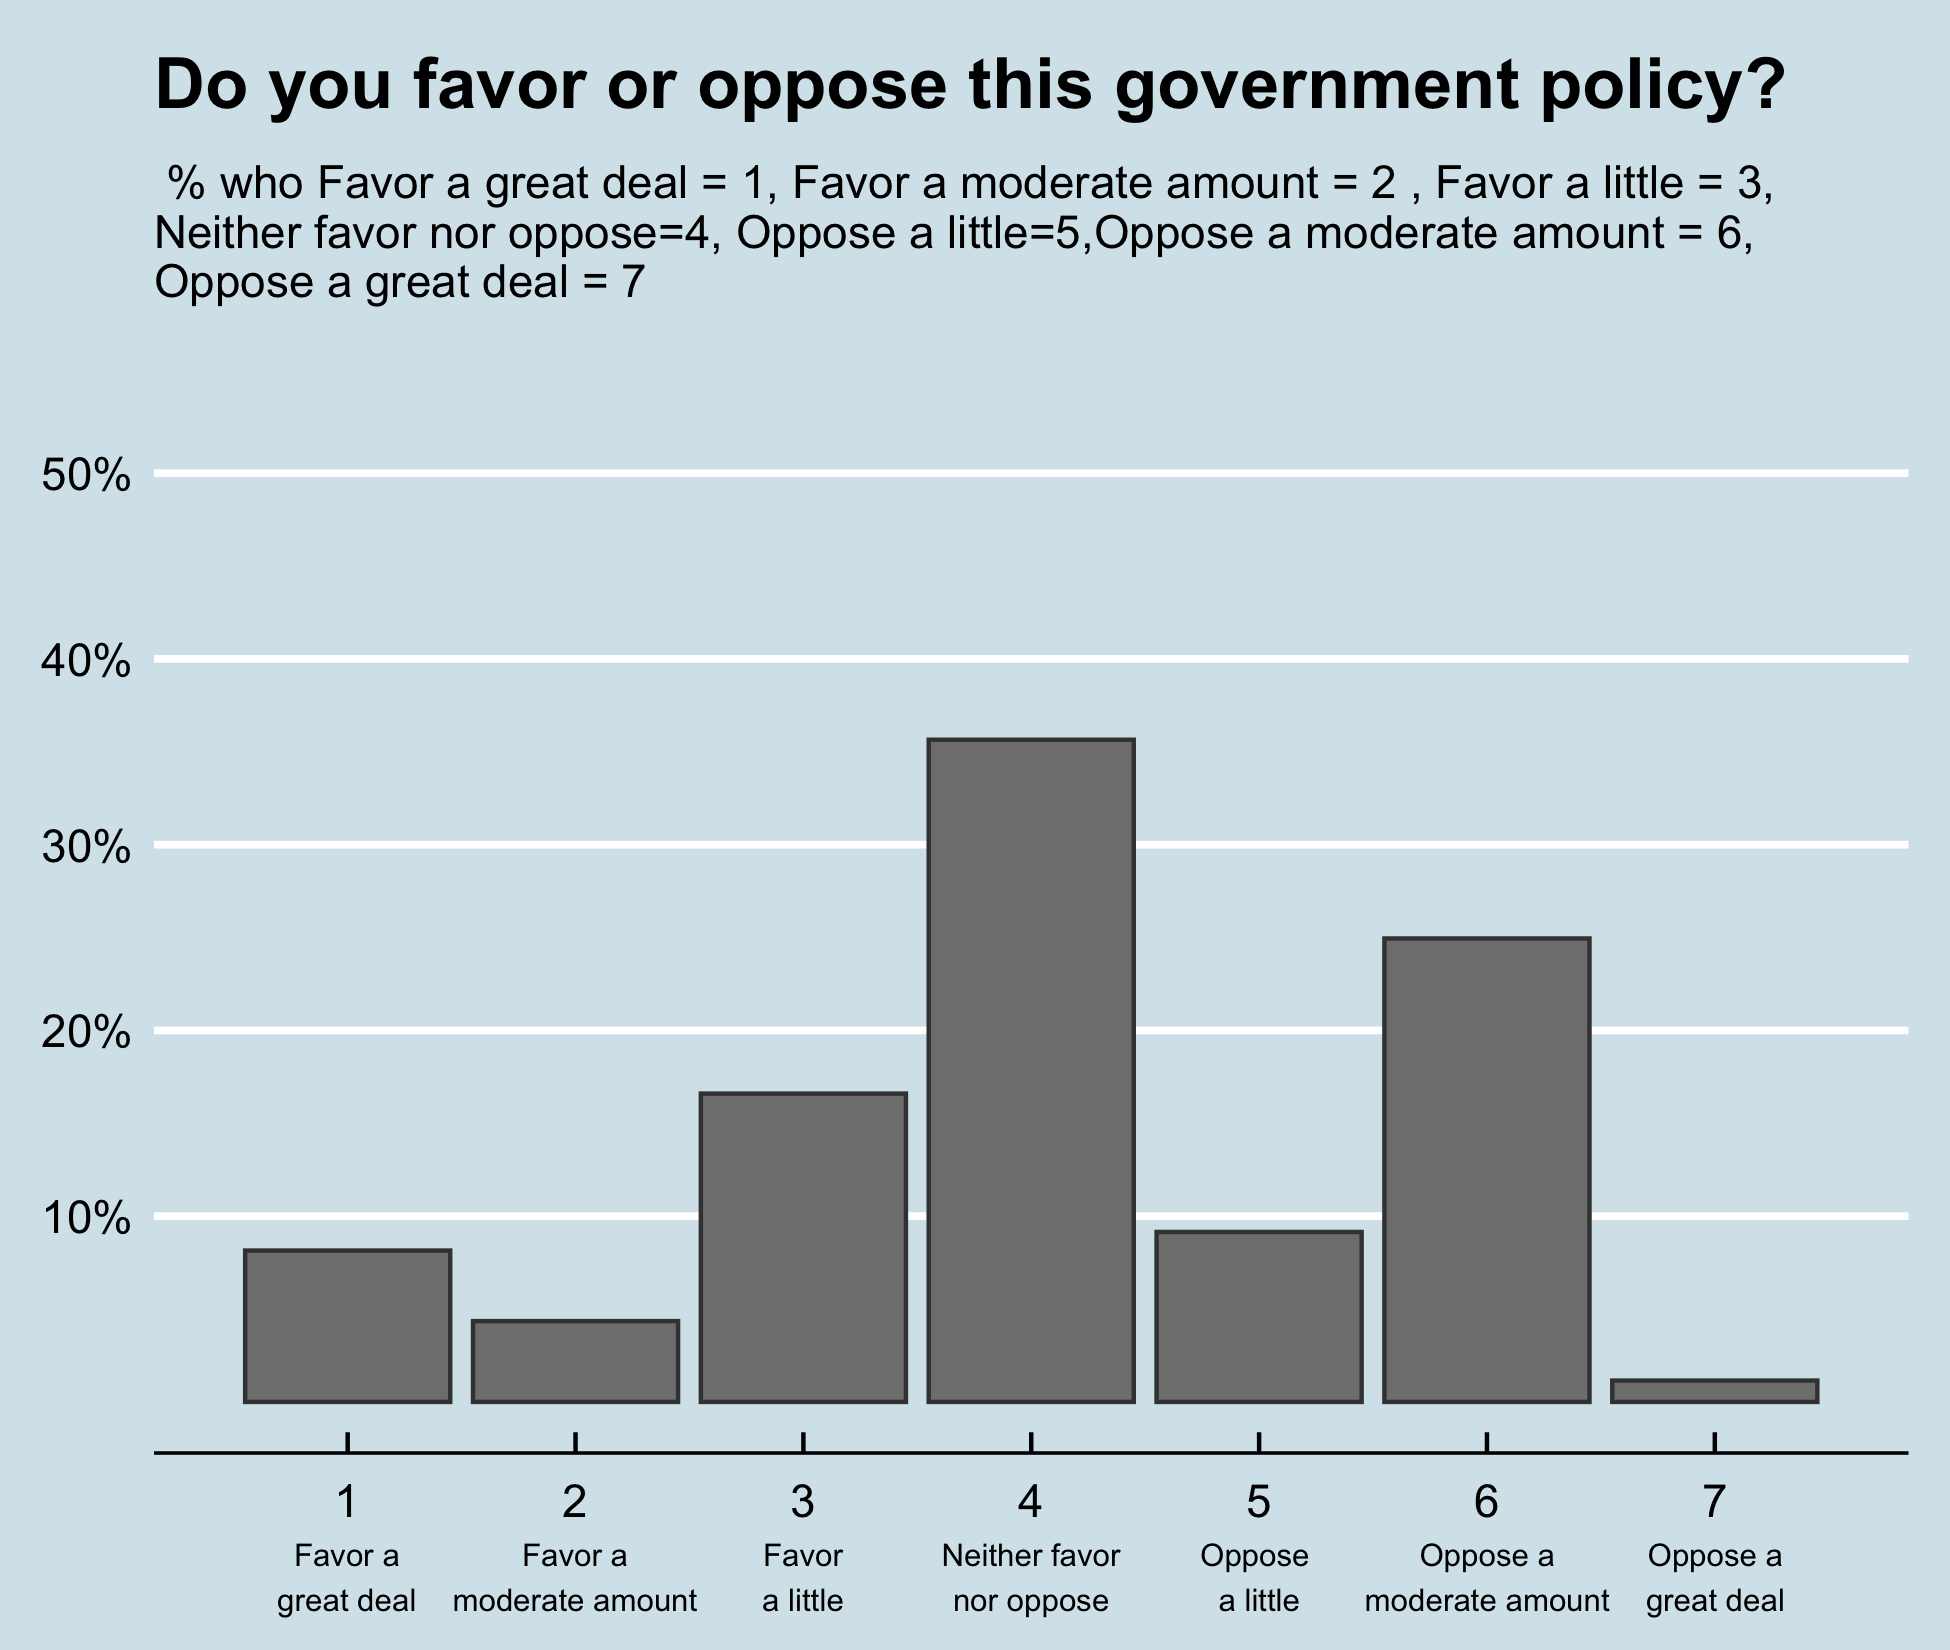 Do you favor or oppose this government policy?
% who Favor a great deal = 1, Favor a moderate amount = 2 , Favor a little = 3,
Neither favor nor oppose=4, Oppose a little=5,Oppose a moderate amount = 6,
Oppose a great deal = 7
50%
40%
30%
20%
10%
1 2 3 4 5 6 7
Favor a Favor a Favor Neither favor Oppose Oppose a Oppose a
great deal moderate amount a little nor oppose a little moderate amount great deal